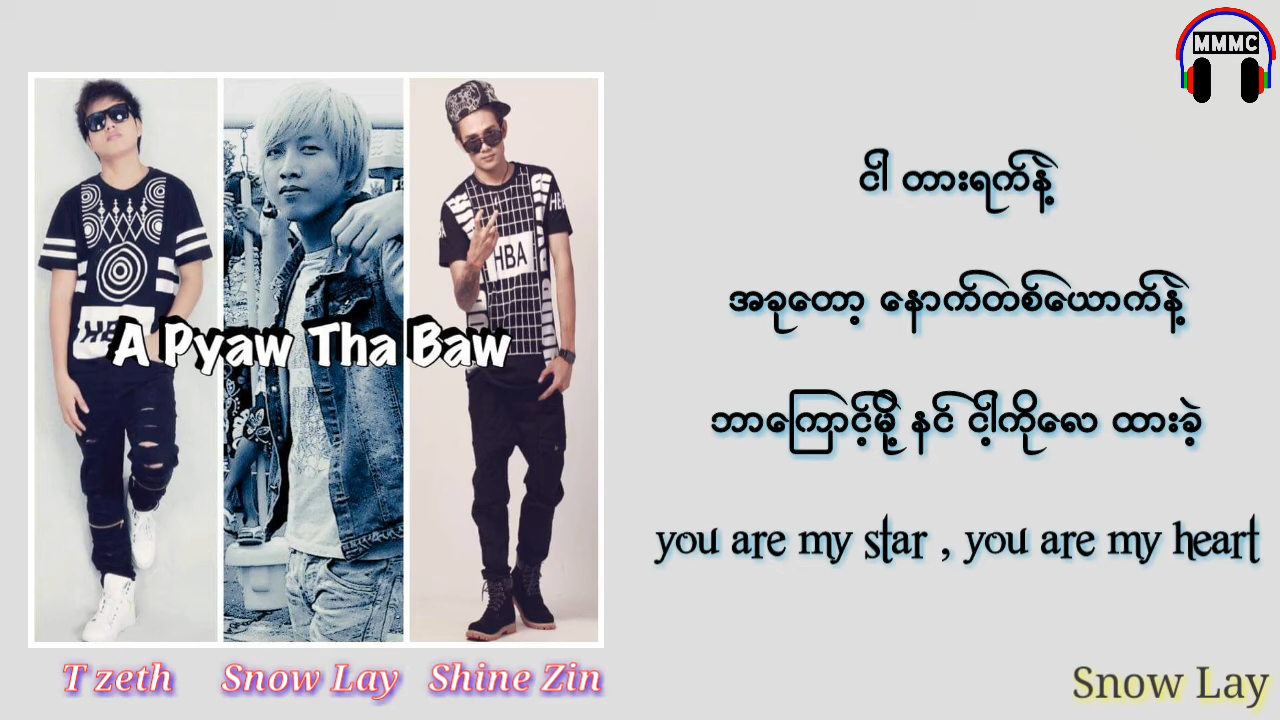 MMMC
ငါ တားရက်နဲ့
အခုတော့ နောက်တစ်ယောက်နဲ့
ဘာကြောင့်မို့ နင် ငါ့ကိုလေ ထားခဲ့
you are my star , you are my heart
HBA
A Pyaw Tha Baw
T zeth Snow Lay Shine Zin
Snow Lay